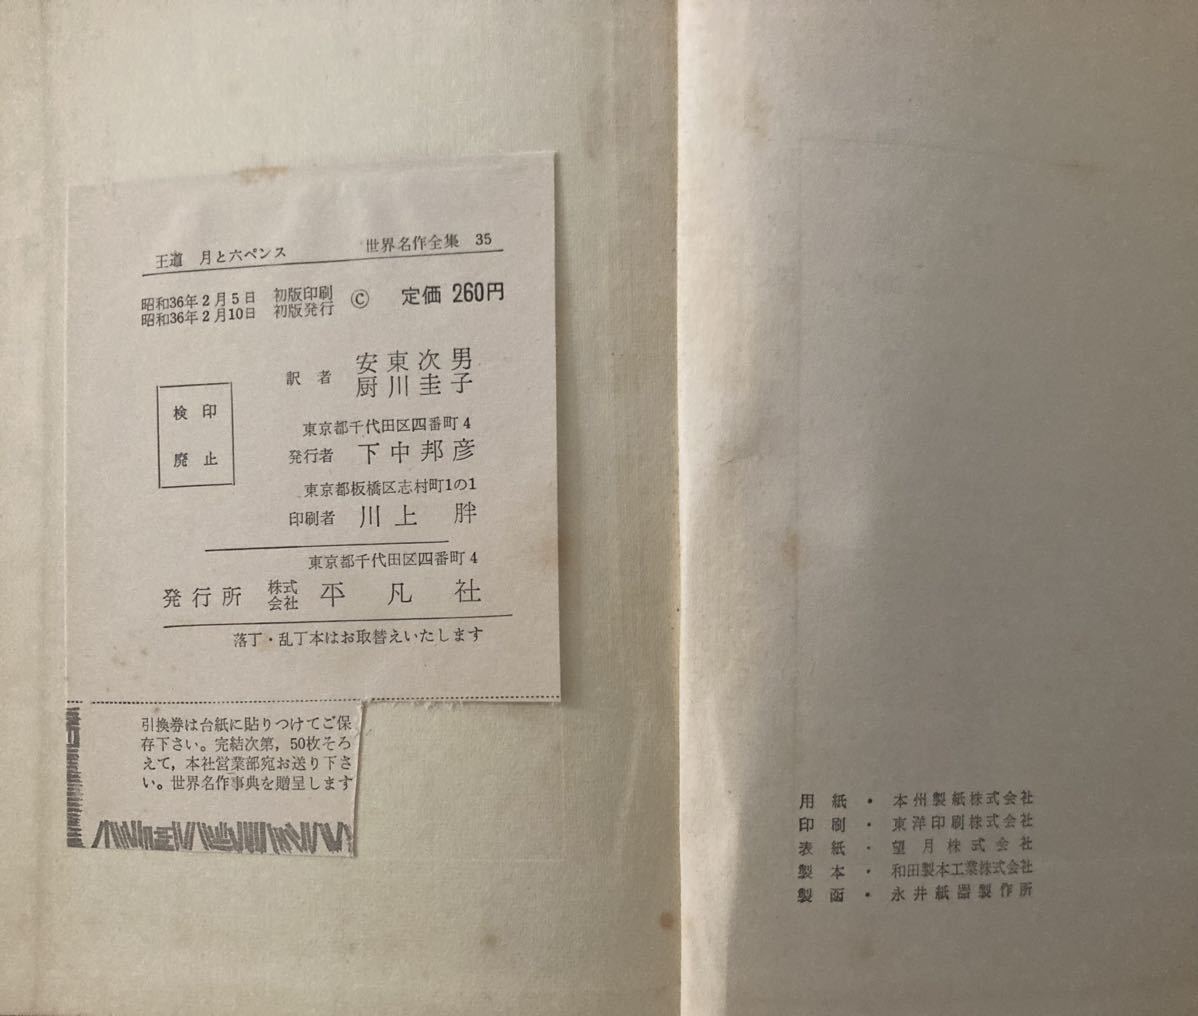 王道 月と六ペンス 世界名作全集 35
昭和36年2月5日 初版印刷
昭和36年2月10日 初版発行
Ⓒ 定価 260円
訳者 安東次男
厨川圭子
検印
廃止
東京都千代田区四番町4
発行者 下中邦彦
東京都板橋区志村町1の1
印刷者 川上胖
東京都千代田区四番町4
発行所 株式会社 平凡社
落丁・乱丁本はお取替えいたします
引換券は台紙に貼りつけてご保
存下さい。完結次第，50枚そろ
えて，本社営業部宛お送り下さ
い。世界名作事典を贈呈します
用紙・本州製紙株式会社
印刷・東洋印刷株式会社
表紙・望月株式会社
製本・和田製本工業株式会社
製函・永井紙器製作所